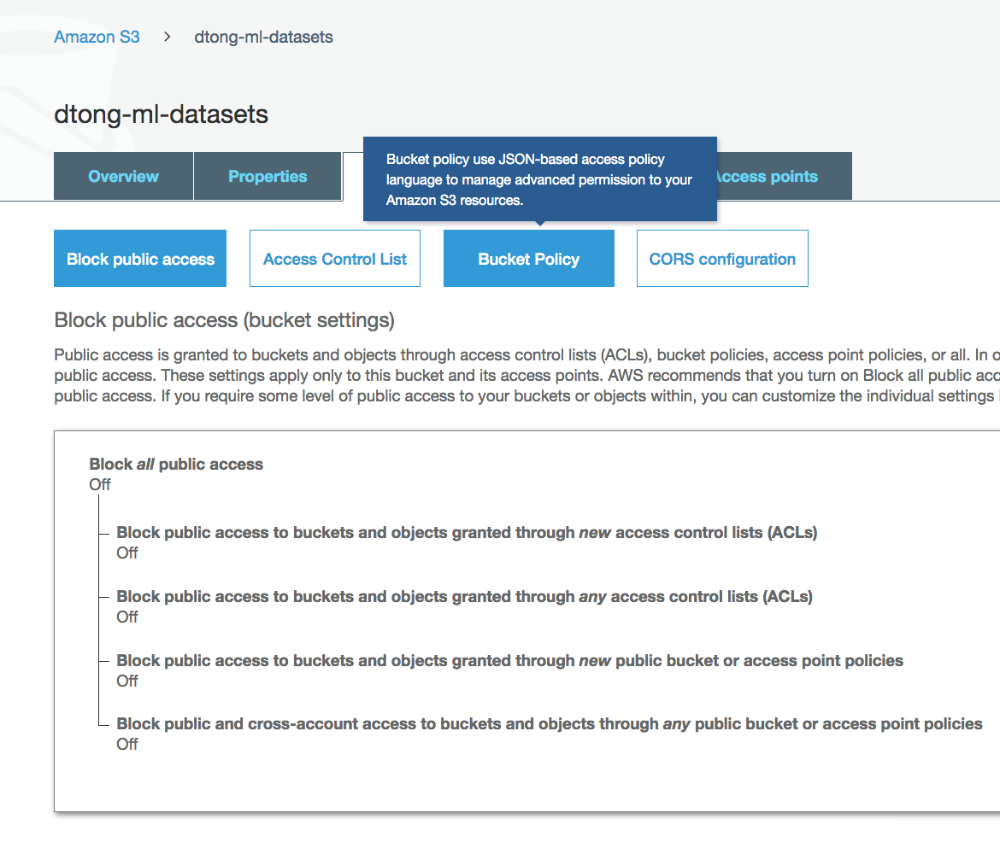 Amazon S3 > dtong-ml-datasets
dtong-ml-datasets
Overview Properties Access points
Bucket policy use JSON-based access policy
language to manage advanced permission to your
Amazon S3 resources.
Block public access Access Control List Bucket Policy CORS configuration
Block public access (bucket settings)
Public access is granted to buckets and objects through access control lists (ACLs), bucket policies, access point policies, or all. In
public access. These settings apply only to this bucket and its access points. AWS recommends that you turn on Block all public
public access. If you require some level of public access to your buckets or objects within, you can customize the individual settings
Block all public access
Off
Block public access to buckets and objects granted through new access control lists (ACLs)
Off
Block public access to buckets and objects granted through any access control lists (ACLs)
Off
Block public access to buckets and objects granted through new public bucket or access point policies
Off
Block public and cross-account access to buckets and objects through any public bucket or access point policies
Off